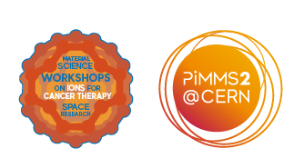 MATERIAL
SCIENCE
WORKSHOPS
ON IONS FOR
CANCER THERAPY
SPACE
RESEARCH
PiMMS2
@CERN